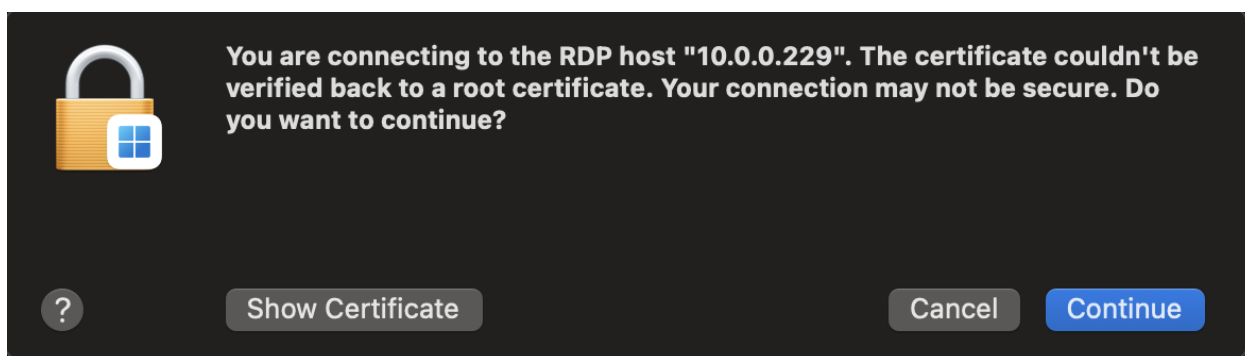 You are connecting to the RDP host "10.0.0.229". The certificate couldn't be
verified back to a root certificate. Your connection may not be secure. Do
you want to continue?
?
Show Certificate
Cancel
Continue